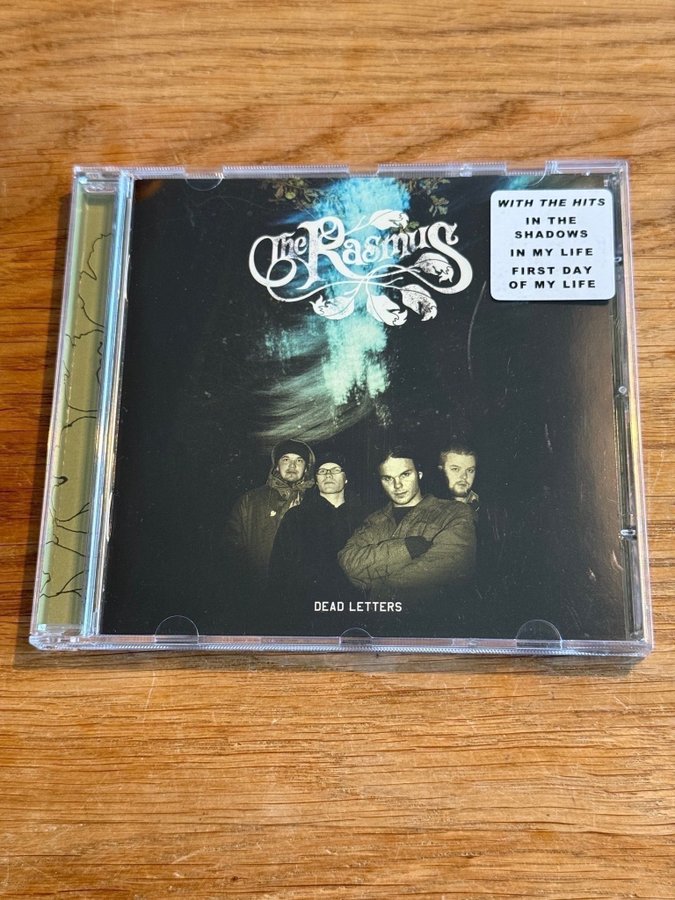 The Rasmus
WITH THE HITS
IN THE
SHADOWS
IN MY LIFE
FIRST DAY
OF MY LIFE
DEAD LETTERS